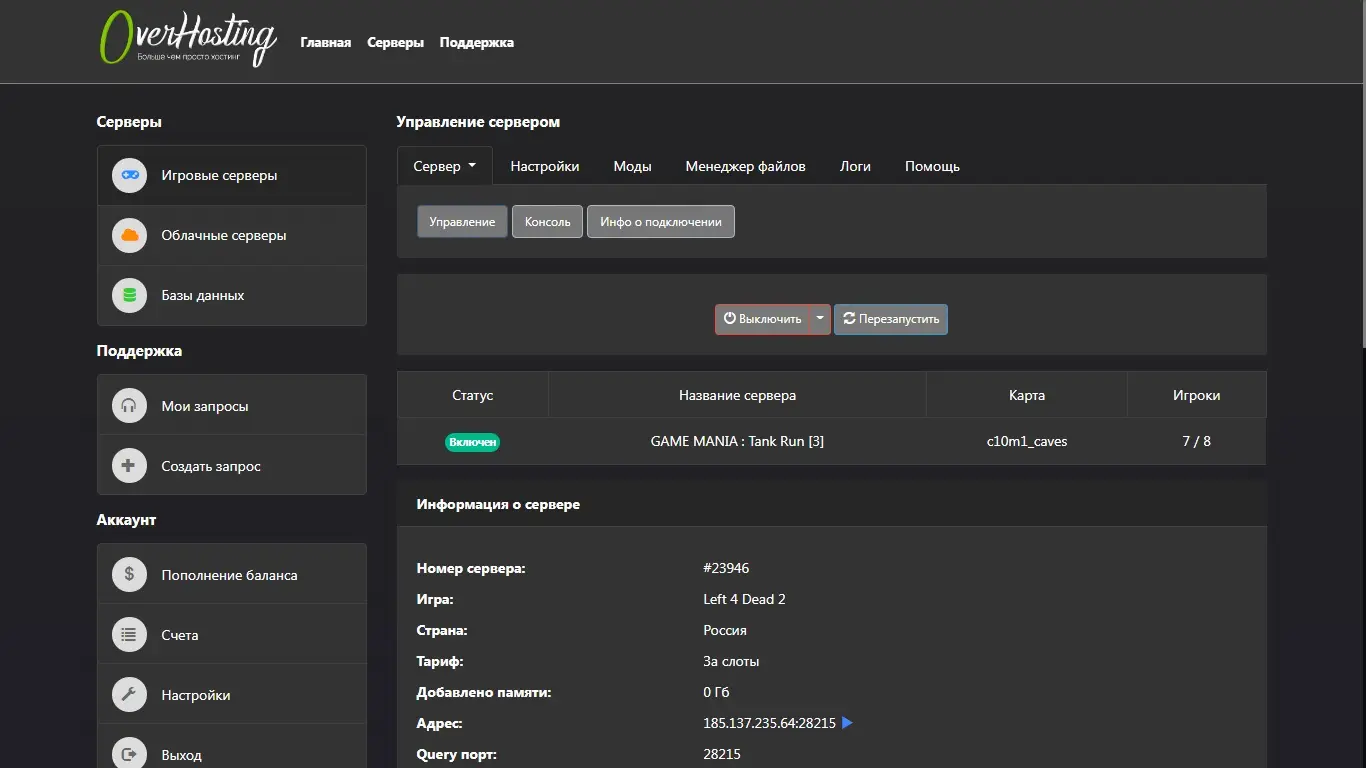 OverHosting
Больше чем просто хостинг
Главная Серверы Поддержка
Серверы
Игровые серверы
Облачные серверы
Базы данных
Поддержка
Мои запросы
Создать запрос
Аккаунт
Пополнение баланса
Счета
Настройки
Выход
Управление сервером
Сервер Настройки Моды Менеджер файлов Логи Помощь
Управление Консоль Инфо о подключении
Выключить Перезапустить
Статус Название сервера Карта Игроки
Включен GAME MANIA : Tank Run [3] c10m1_caves 7 / 8
Информация о сервере
Номер сервера: #23946
Игра: Left 4 Dead 2
Страна: Россия
Тариф: За слоты
Добавлено памяти: 0 Гб
Адрес: 185.137.235.64:28215
Query порт: 28215